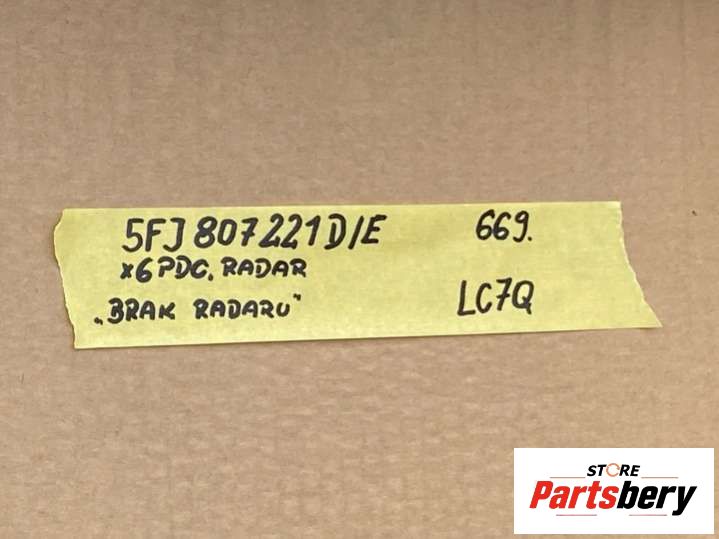 5FJ 807 221 D/E 669.
x6 PDC. RADAR
„BRAK RADARU" LC7Q
STORE
Partsbery